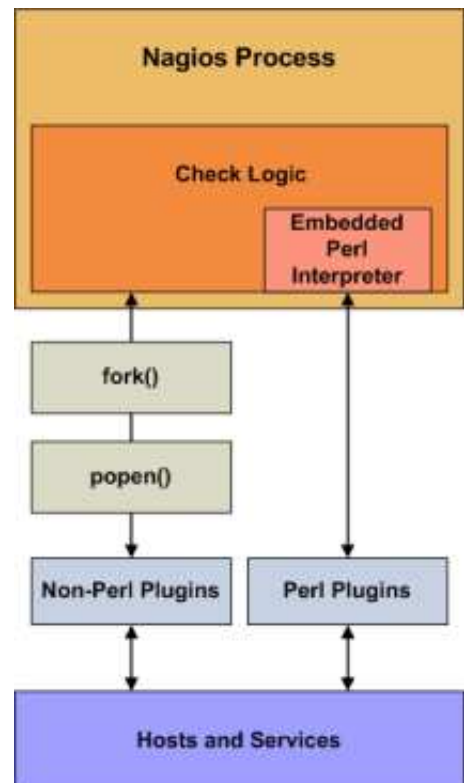 Nagios Process
Check Logic
Embedded
Perl
Interpreter
fork()
popen()
Non-Perl Plugins
Perl Plugins
Hosts and Services